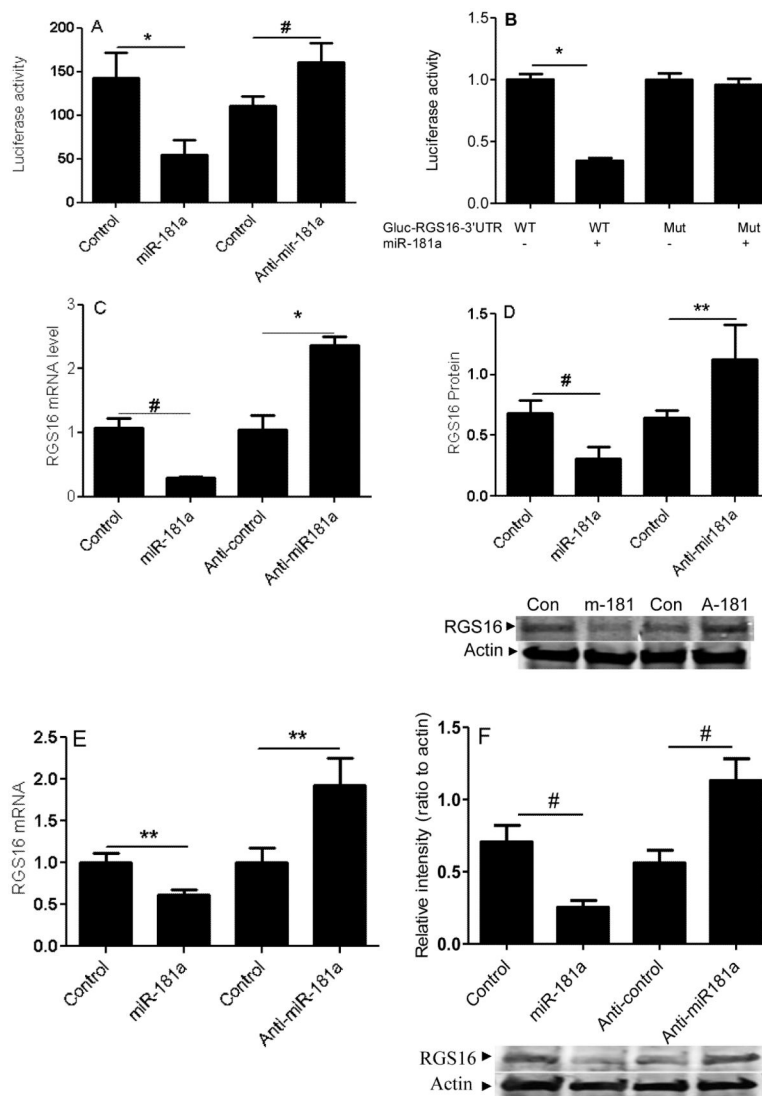 A
Luciferase activity
200
150
100
50
0
*
#
Control
miR-181a
Control
Anti-mir-181a
B
Luciferase activity
1.5
1.0
0.5
0.0
*
Gluc-RGS16-3'UTR WT WT Mut Mut
miR-181a - + - +
C
RGS16 mRNA level
3
2
1
0
#
*
Control
miR-181a
Anti-control
Anti-miR181a
D
RGS16 Protein
1.5
1.0
0.5
0.0
#
**
Control
miR-181a
Control
Anti-mir181a
Con m-181 Con A-181
RGS16
Actin
E
RGS16 mRNA
2.5
2.0
1.5
1.0
0.5
0.0
**
**
Control
miR-181a
Control
Anti-miR-181a
F
Relative intensity (ratio to actin)
1.5
1.0
0.5
0.0
#
#
Control
miR-181a
Anti-control
Anti-miR181a
RGS16
Actin